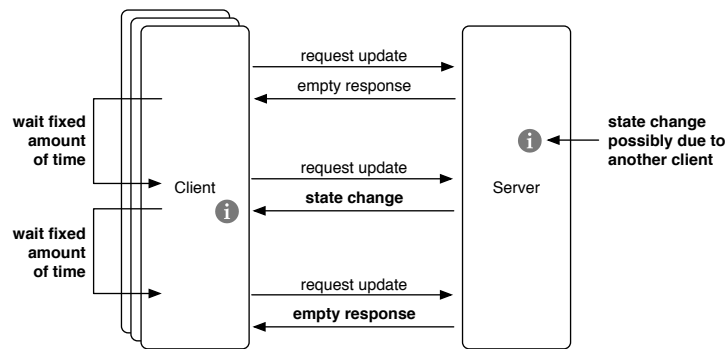 request update
empty response
wait fixed
amount
of time
state change
possibly due to
another client
i
request update
Client
Server
state change
i
wait fixed
amount
of time
request update
empty response